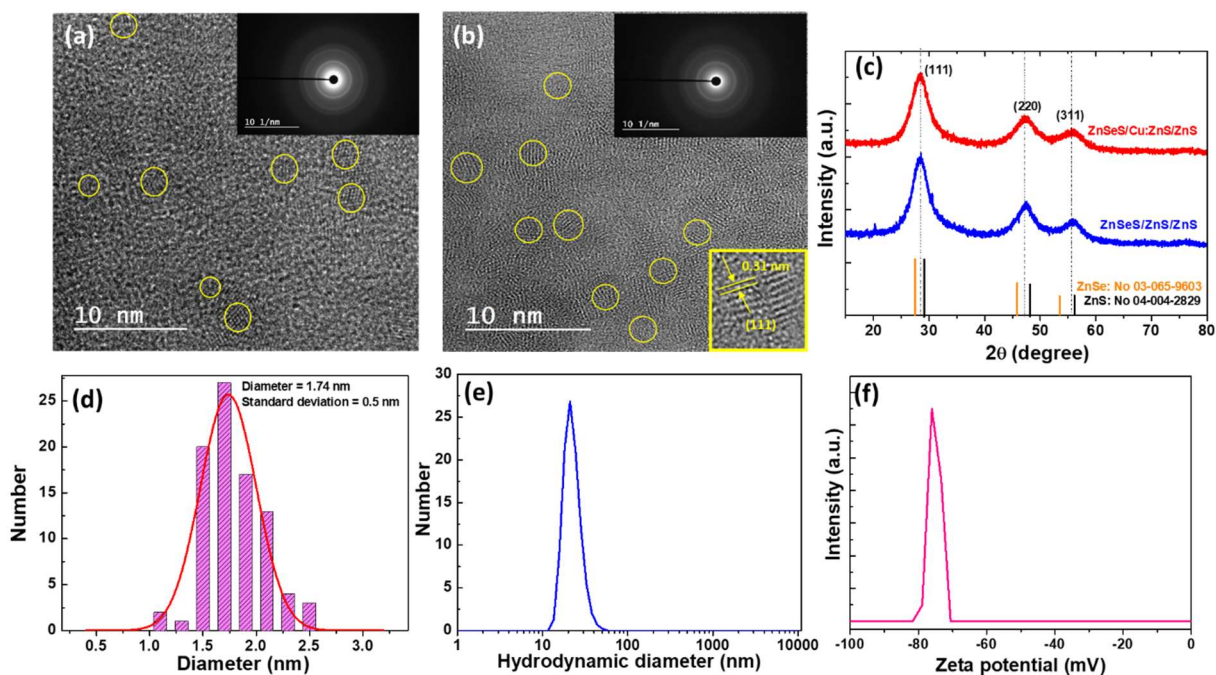 (a)
10 1/nm
10 nm
(b)
10 1/nm
10 nm
0.31 nm
(111)
(c)
(111)
(220)
(311)
ZnSeS/Cu:ZnS/ZnS
ZnSeS/ZnS/ZnS
ZnSe: No 03-065-9603
ZnS: No 04-004-2829
Intensity (a.u.)
20 30 40 50 60 70 80
2θ (degree)
(d)
Diameter = 1.74 nm
Standard deviation = 0.5 nm
Number
25
20
15
10
5
0
0.5 1.0 1.5 2.0 2.5 3.0
Diameter (nm)
(e)
Number
30
25
20
15
10
5
0
1 10 100 1000 10000
Hydrodynamic diameter (nm)
(f)
Intensity (a.u.)
-100 -80 -60 -40 -20 0
Zeta potential (mV)